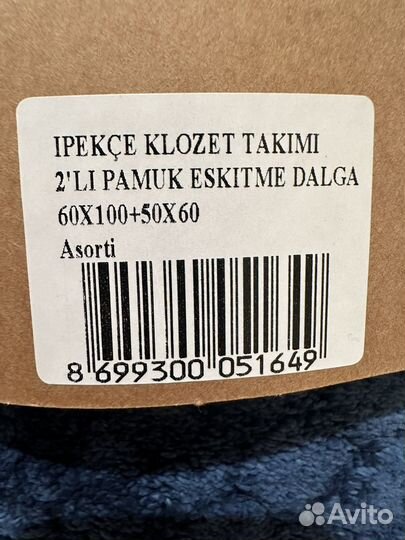 IPEKÇE KLOZET TAKIMI
2'LI PAMUK ESKITME DALGA
60X100+50X60
Asorti
8 699300 051649
Avito